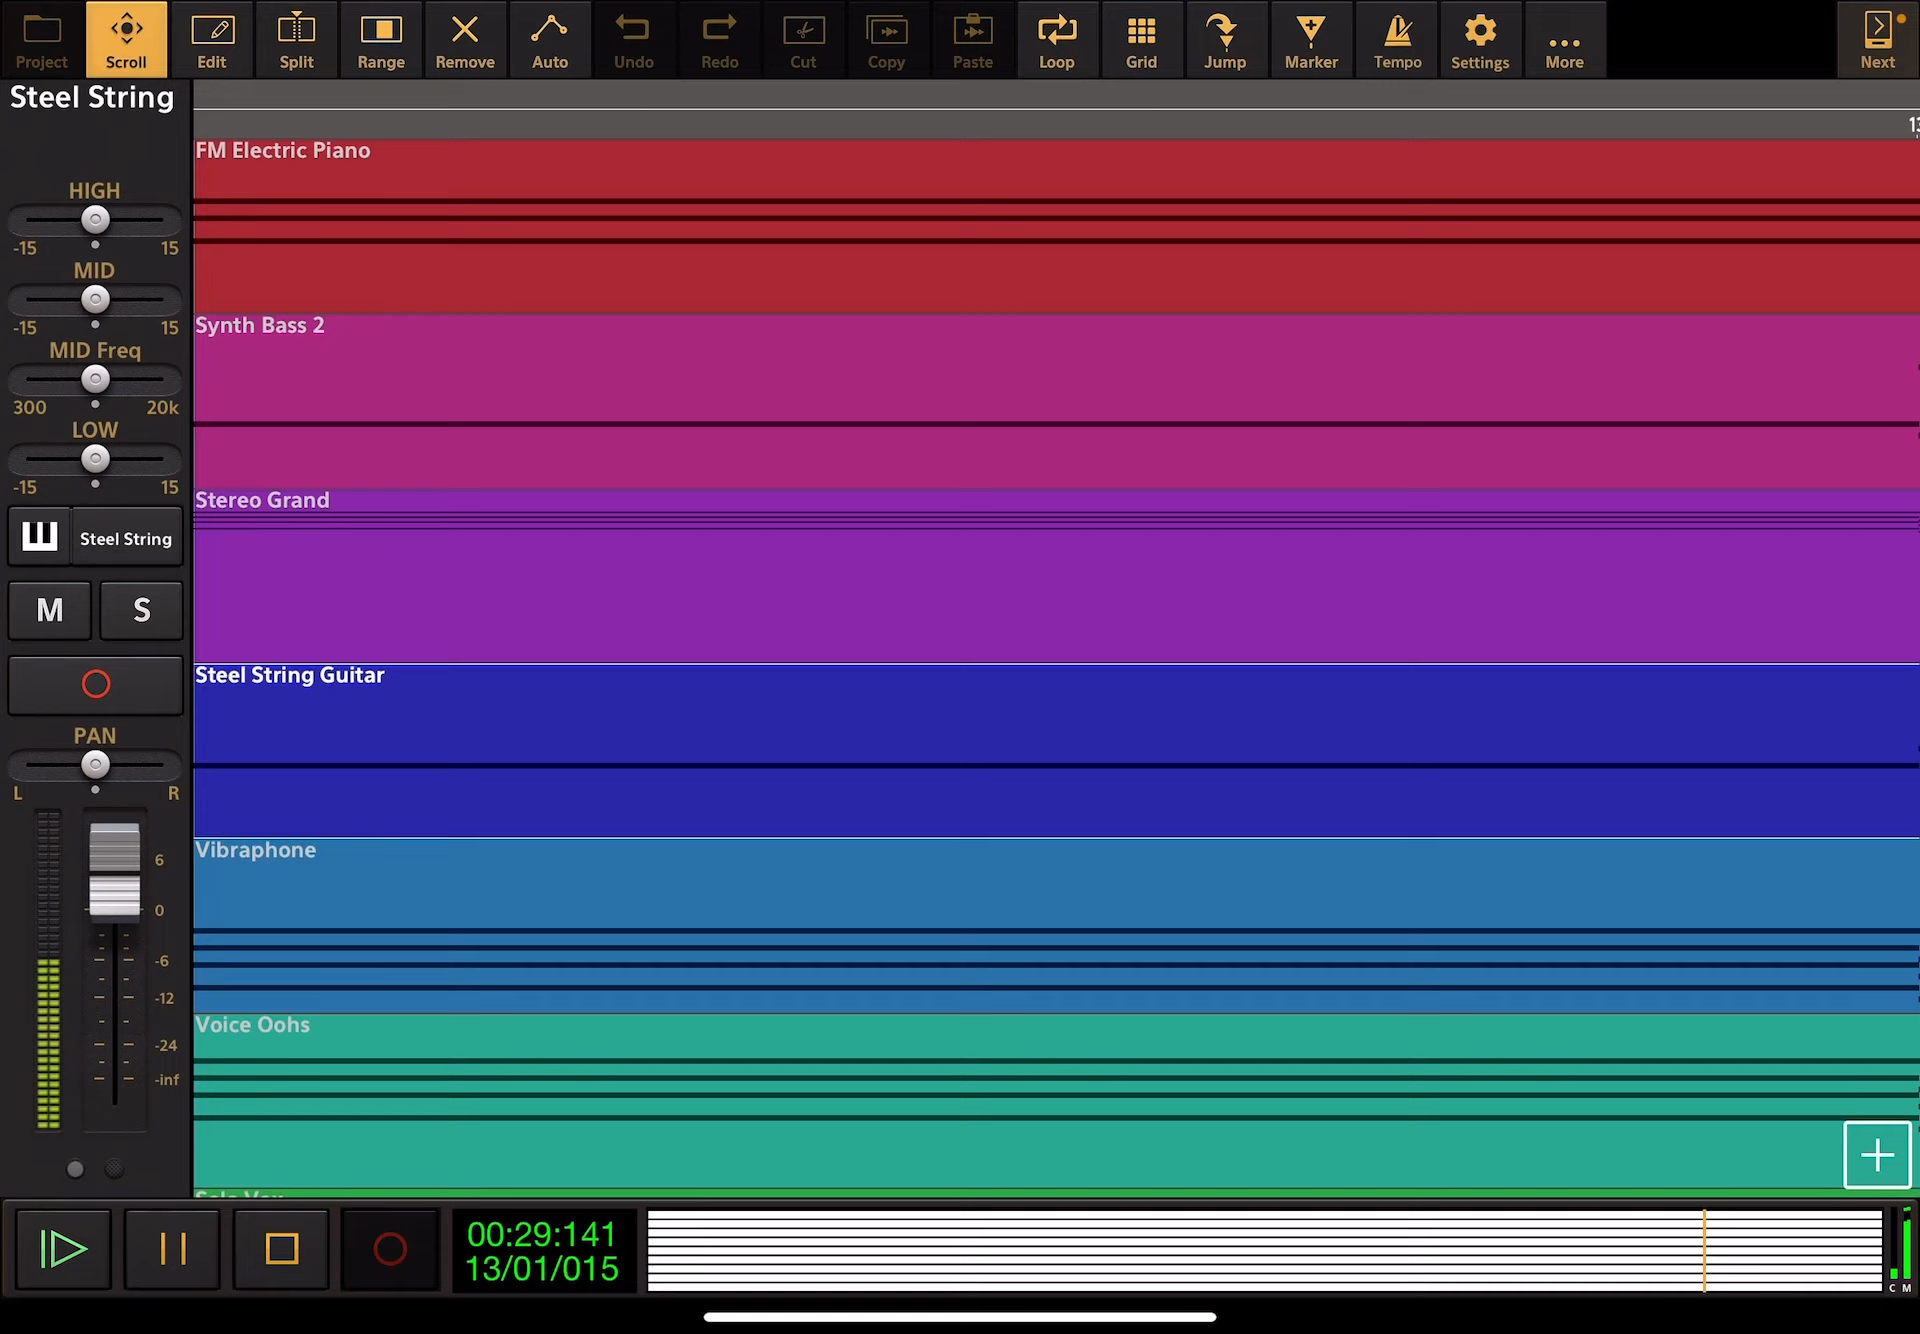 Project
Scroll
Edit
Split
Range
Remove
Auto
Undo
Redo
Cut
Copy
Paste
Loop
Grid
Jump
Marker
Tempo
Settings
More
Next
Steel String
HIGH
-15 15
MID
-15 15
MID Freq
300 20k
LOW
-15 15
Steel String
M S
PAN
L R
6
0
-6
-12
-24
-inf
FM Electric Piano
Synth Bass 2
Stereo Grand
Steel String Guitar
Vibraphone
Voice Oohs
00:29:141
13/01/015
C M